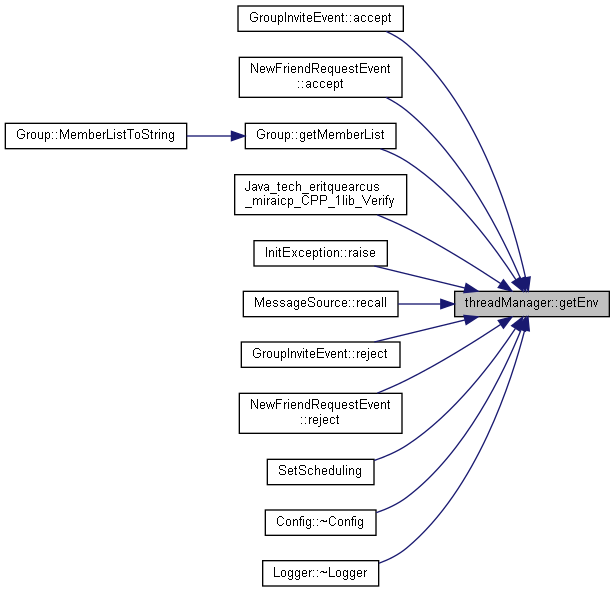 GroupInviteEvent::accept
NewFriendRequestEvent
::accept
Group::MemberListToString
Group::getMemberList
Java_tech_eritquearcus
_miraicp_CPP_1lib_Verify
InitException::raise
threadManager::getEnv
MessageSource::recall
GroupInviteEvent::reject
NewFriendRequestEvent
::reject
SetScheduling
Config::~Config
Logger::~Logger